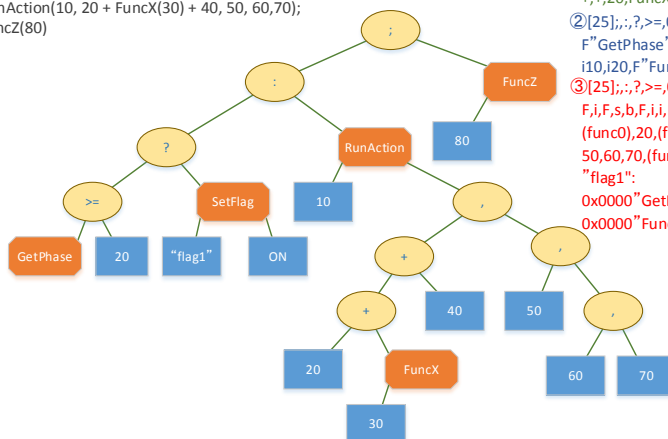 nAction(10, 20 + FuncX(30) + 40, 50, 60,70);
ncZ(80)
②[25];,:,?,>=,
F”GetPhase”
i10,i20,F”Fun
③[25];,:,?,>=,
F,i,F,s,b,F,i,i,
(func0),20,(f
50,60,70,(fun
"flag1":
0x0000”Get
0x0000”Fun
;
:
FuncZ
?
RunAction
80
>=
SetFlag
10
,
GetPhase
20
“flag1”
ON
+
,
+
40
50
,
20
FuncX
60
70
30